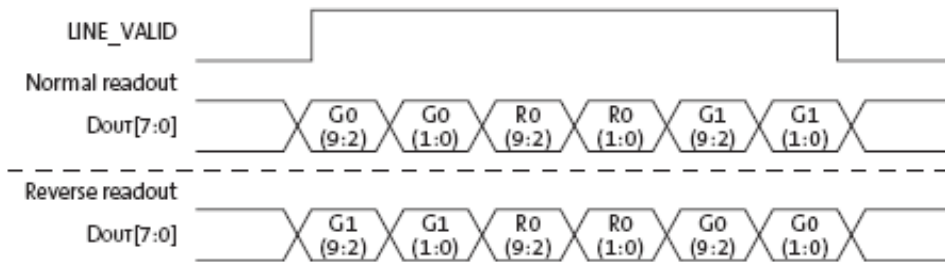 LINE_VALID
Normal readout
DOUT[7:0]
G0 (9:2) G0 (1:0) R0 (9:2) R0 (1:0) G1 (9:2) G1 (1:0)
Reverse readout
DOUT[7:0]
G1 (9:2) G1 (1:0) R0 (9:2) R0 (1:0) G0 (9:2) G0 (1:0)